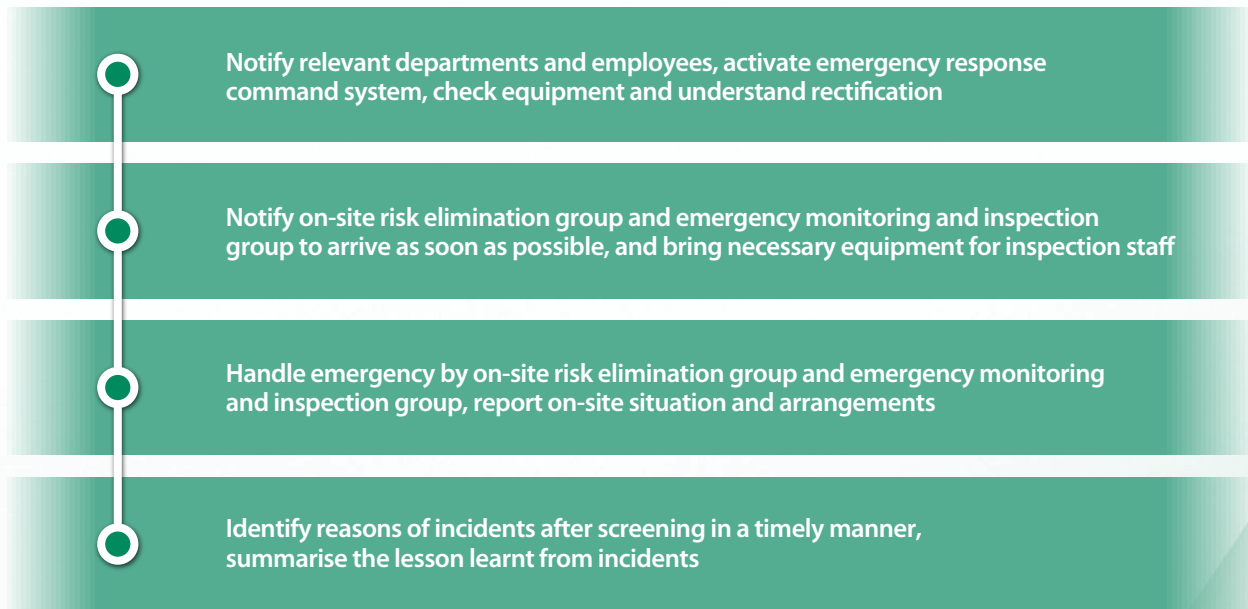 Notify relevant departments and employees, activate emergency response
command system, check equipment and understand rectification
Notify on-site risk elimination group and emergency monitoring and inspection
group to arrive as soon as possible, and bring necessary equipment for inspection staff
Handle emergency by on-site risk elimination group and emergency monitoring
and inspection group, report on-site situation and arrangements
Identify reasons of incidents after screening in a timely manner,
summarise the lesson learnt from incidents